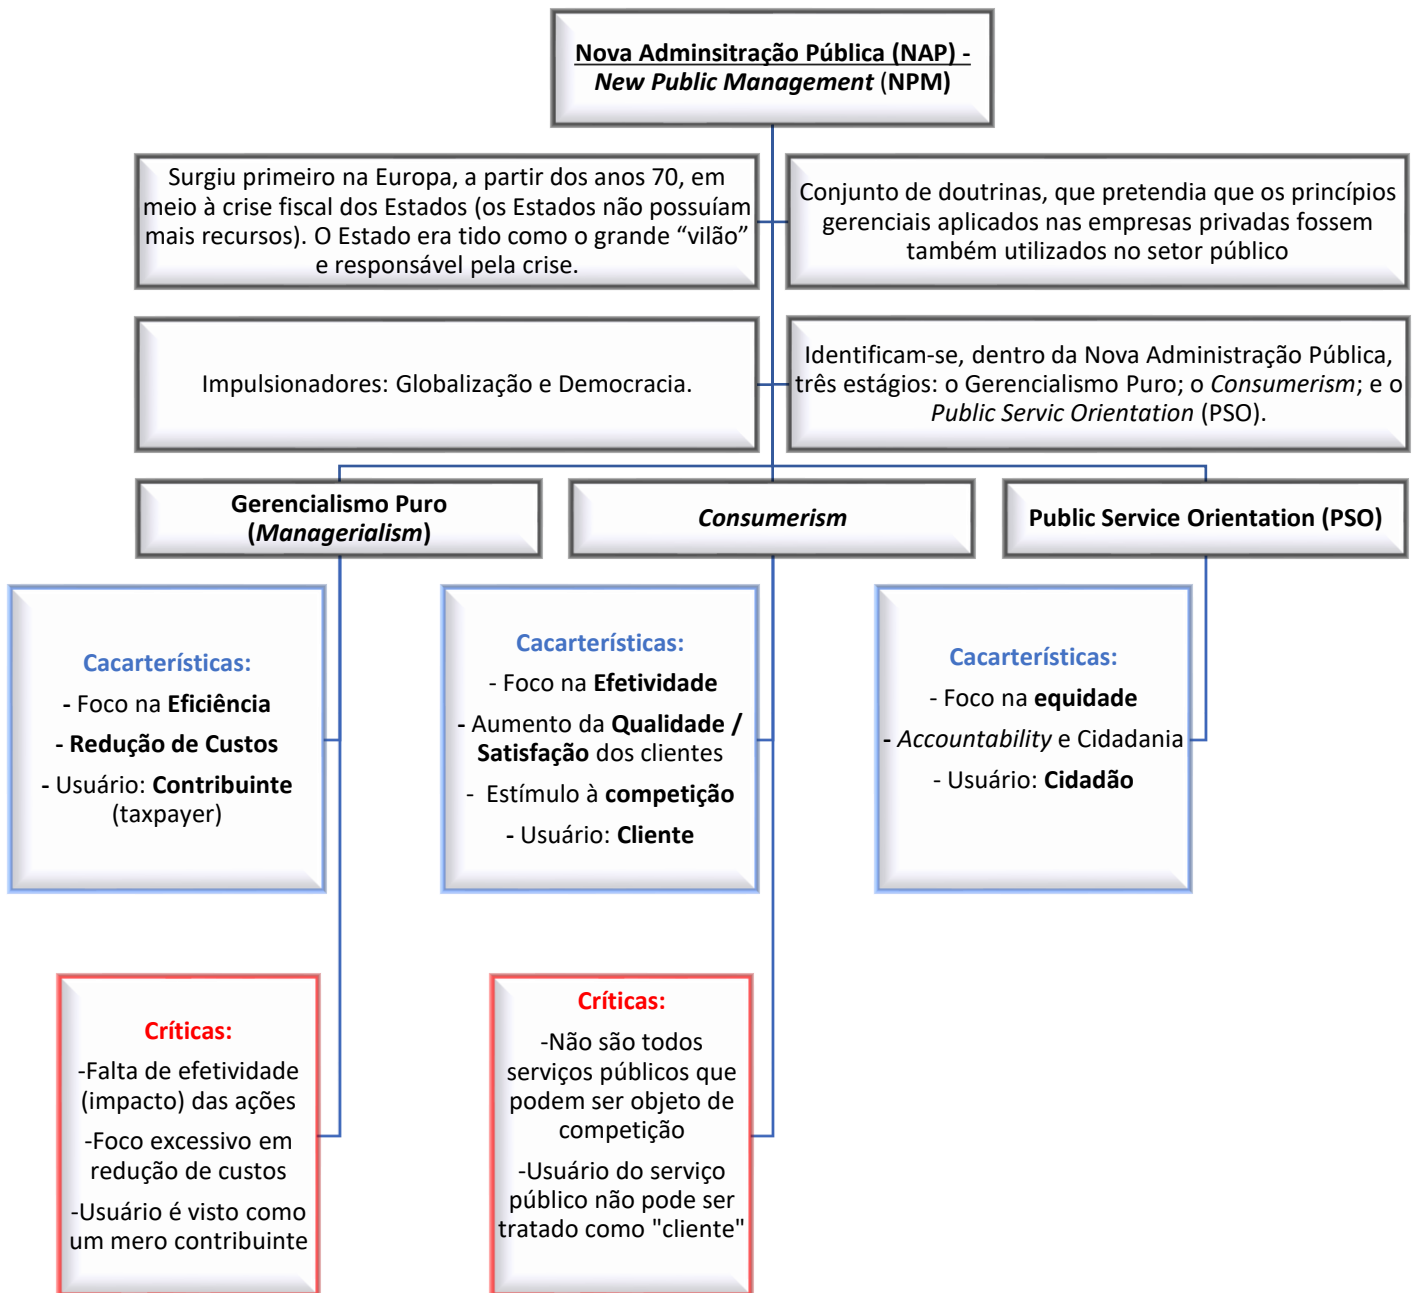 Nova Adminsitração Pública (NAP) -
New Public Management (NPM)
Surgiu primeiro na Europa, a partir dos anos 70, em
meio à crise fiscal dos Estados (os Estados não possuíam
mais recursos). O Estado era tido como o grande “vilão”
e responsável pela crise.
Conjunto de doutrinas, que pretendia que os princípios
gerenciais aplicados nas empresas privadas fossem
também utilizados no setor público
Impulsionadores: Globalização e Democracia.
Identificam-se, dentro da Nova Administração Pública,
três estágios: o Gerencialismo Puro; o Consumerism; e o
Public Servic Orientation (PSO).
Gerencialismo Puro
(Managerialism)
Consumerism
Public Service Orientation (PSO)
Cacarterísticas:
- Foco na Eficiência
- Redução de Custos
- Usuário: Contribuinte
(taxpayer)
Cacarterísticas:
- Foco na Efetividade
- Aumento da Qualidade /
Satisfação dos clientes
- Estímulo à competição
- Usuário: Cliente
Cacarterísticas:
- Foco na equidade
- Accountability e Cidadania
- Usuário: Cidadão
Críticas:
-Falta de efetividade
(impacto) das ações
-Foco excessivo em
redução de custos
-Usuário é visto como
um mero contribuinte
Críticas:
-Não são todos
serviços públicos que
podem ser objeto de
competição
-Usuário do serviço
público não pode ser
tratado como "cliente"